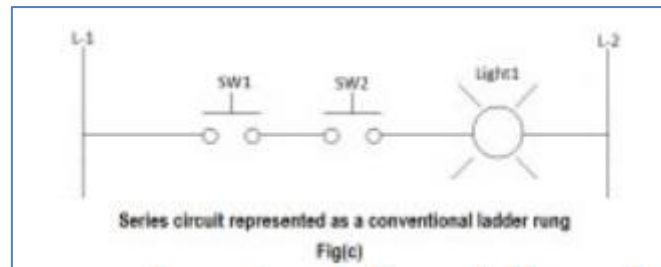 L-1
L-2
SW1
SW2
Light1
Series circuit represented as a conventional ladder rung
Fig(c)